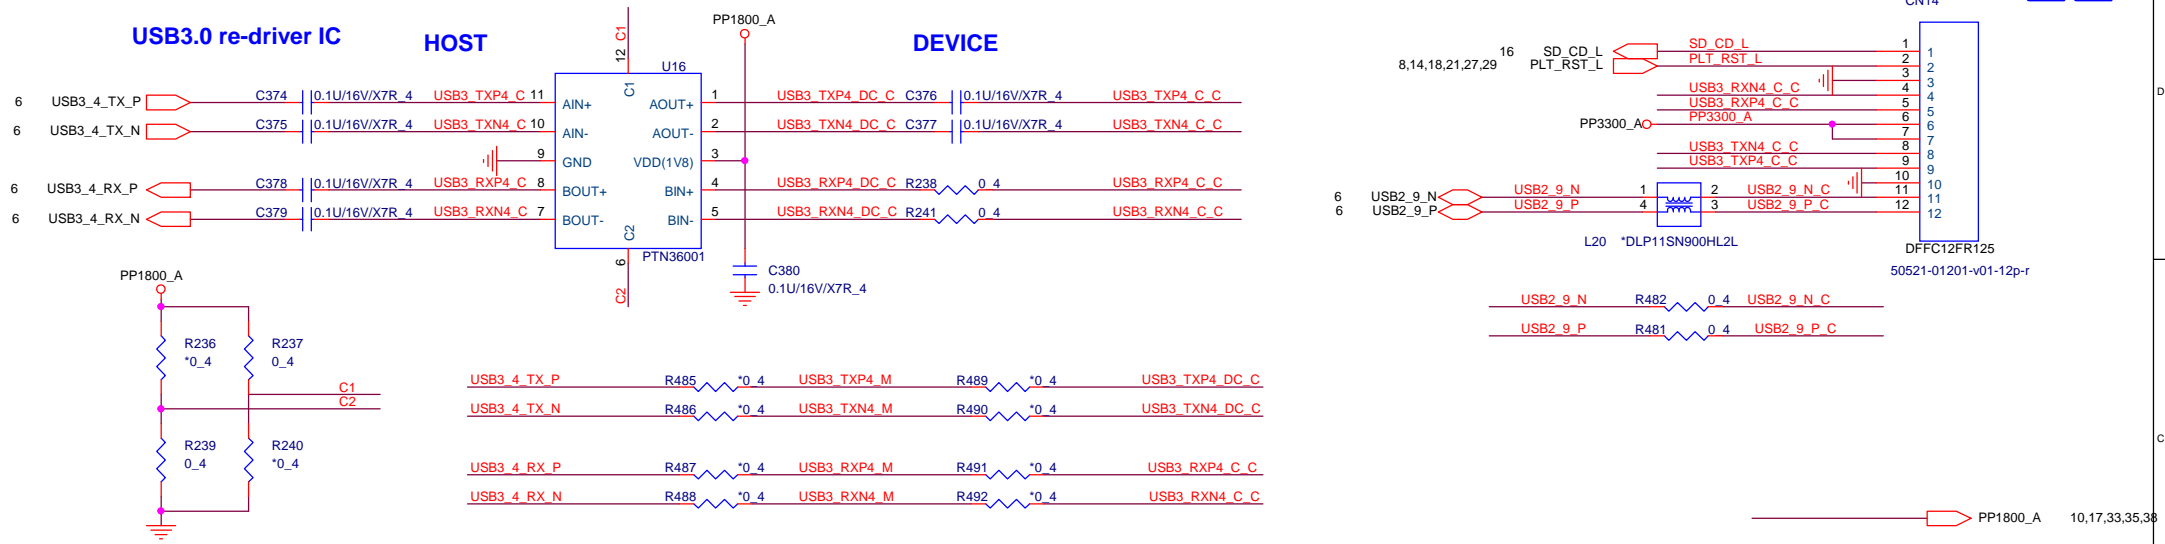 USB3.0 re-driver IC
HOST
DEVICE
C1
12
PP1800_A
U16
6 USB3_4_TX_P C374 0.1U/16V/X7R_4 USB3_TXP4_C 11 AIN+ C1 AOUT+ 1 USB3_TXP4_DC_C C376 0.1U/16V/X7R_4 USB3_TXP4_C_C
6 USB3_4_TX_N C375 0.1U/16V/X7R_4 USB3_TXN4_C 10 AIN- AOUT- 2 USB3_TXN4_DC_C C377 0.1U/16V/X7R_4 USB3_TXN4_C_C
9 GND VDD(1V8) 3
6 USB3_4_RX_P C378 0.1U/16V/X7R_4 USB3_RXP4_C 8 BOUT+ BIN+ 4 USB3_RXP4_DC_C R238 0_4 USB3_RXP4_C_C
6 USB3_4_RX_N C379 0.1U/16V/X7R_4 USB3_RXN4_C 7 BOUT- C2 BIN- 5 USB3_RXN4_DC_C R241 0_4 USB3_RXN4_C_C
6
PTN36001
C2
C380
0.1U/16V/X7R_4
PP1800_A
R236
*0_4
R237
0_4
C1
C2
R239
0_4
R240
*0_4
USB3_4_TX_P R485 *0_4 USB3_TXP4_M R489 *0_4 USB3_TXP4_DC_C
USB3_4_TX_N R486 *0_4 USB3_TXN4_M R490 *0_4 USB3_TXN4_DC_C
USB3_4_RX_P R487 *0_4 USB3_RXP4_M R491 *0_4 USB3_RXP4_C_C
USB3_4_RX_N R488 *0_4 USB3_RXN4_M R492 *0_4 USB3_RXN4_C_C
CN14
16 SD_CD_L SD_CD_L 1 1
8,14,18,21,27,29 PLT_RST_L PLT_RST_L 2 2
3 3
USB3_RXN4_C_C 4 4
USB3_RXP4_C_C 5 5
PP3300_A PP3300_A 6 6
7 7
USB3_TXN4_C_C 8 8
USB3_TXP4_C_C 9 9
10 10
6 USB2_9_N USB2_9_N 1 2 USB2_9_N_C 11 11
6 USB2_9_P USB2_9_P 4 3 USB2_9_P_C 12 12
L20 *DLP11SN900HL2L
DFFC12FR125
50521-01201-v01-12p-r
USB2_9_N R482 0_4 USB2_9_N_C
USB2_9_P R481 0_4 USB2_9_P_C
PP1800_A 10,17,33,35,38
D
C